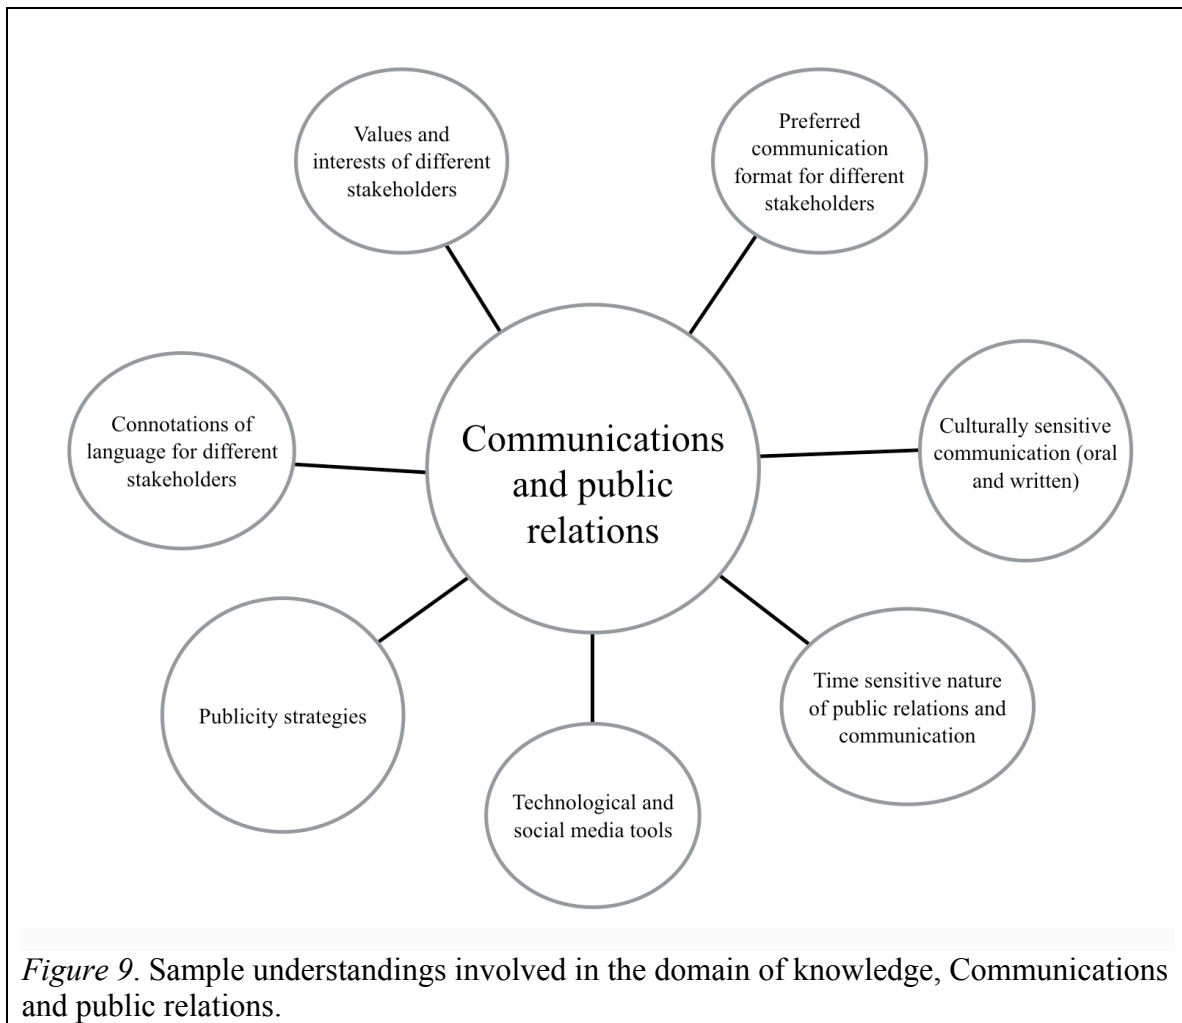 Values and
interests of different
stakeholders
Preferred
communication
format for different
stakeholders
Connotations of
language for different
stakeholders
Communications
and public
relations
Culturally sensitive
communication (oral
and written)
Publicity strategies
Time sensitive nature
of public relations and
communication
Technological and
social media tools
Figure 9. Sample understandings involved in the domain of knowledge, Communications
and public relations.